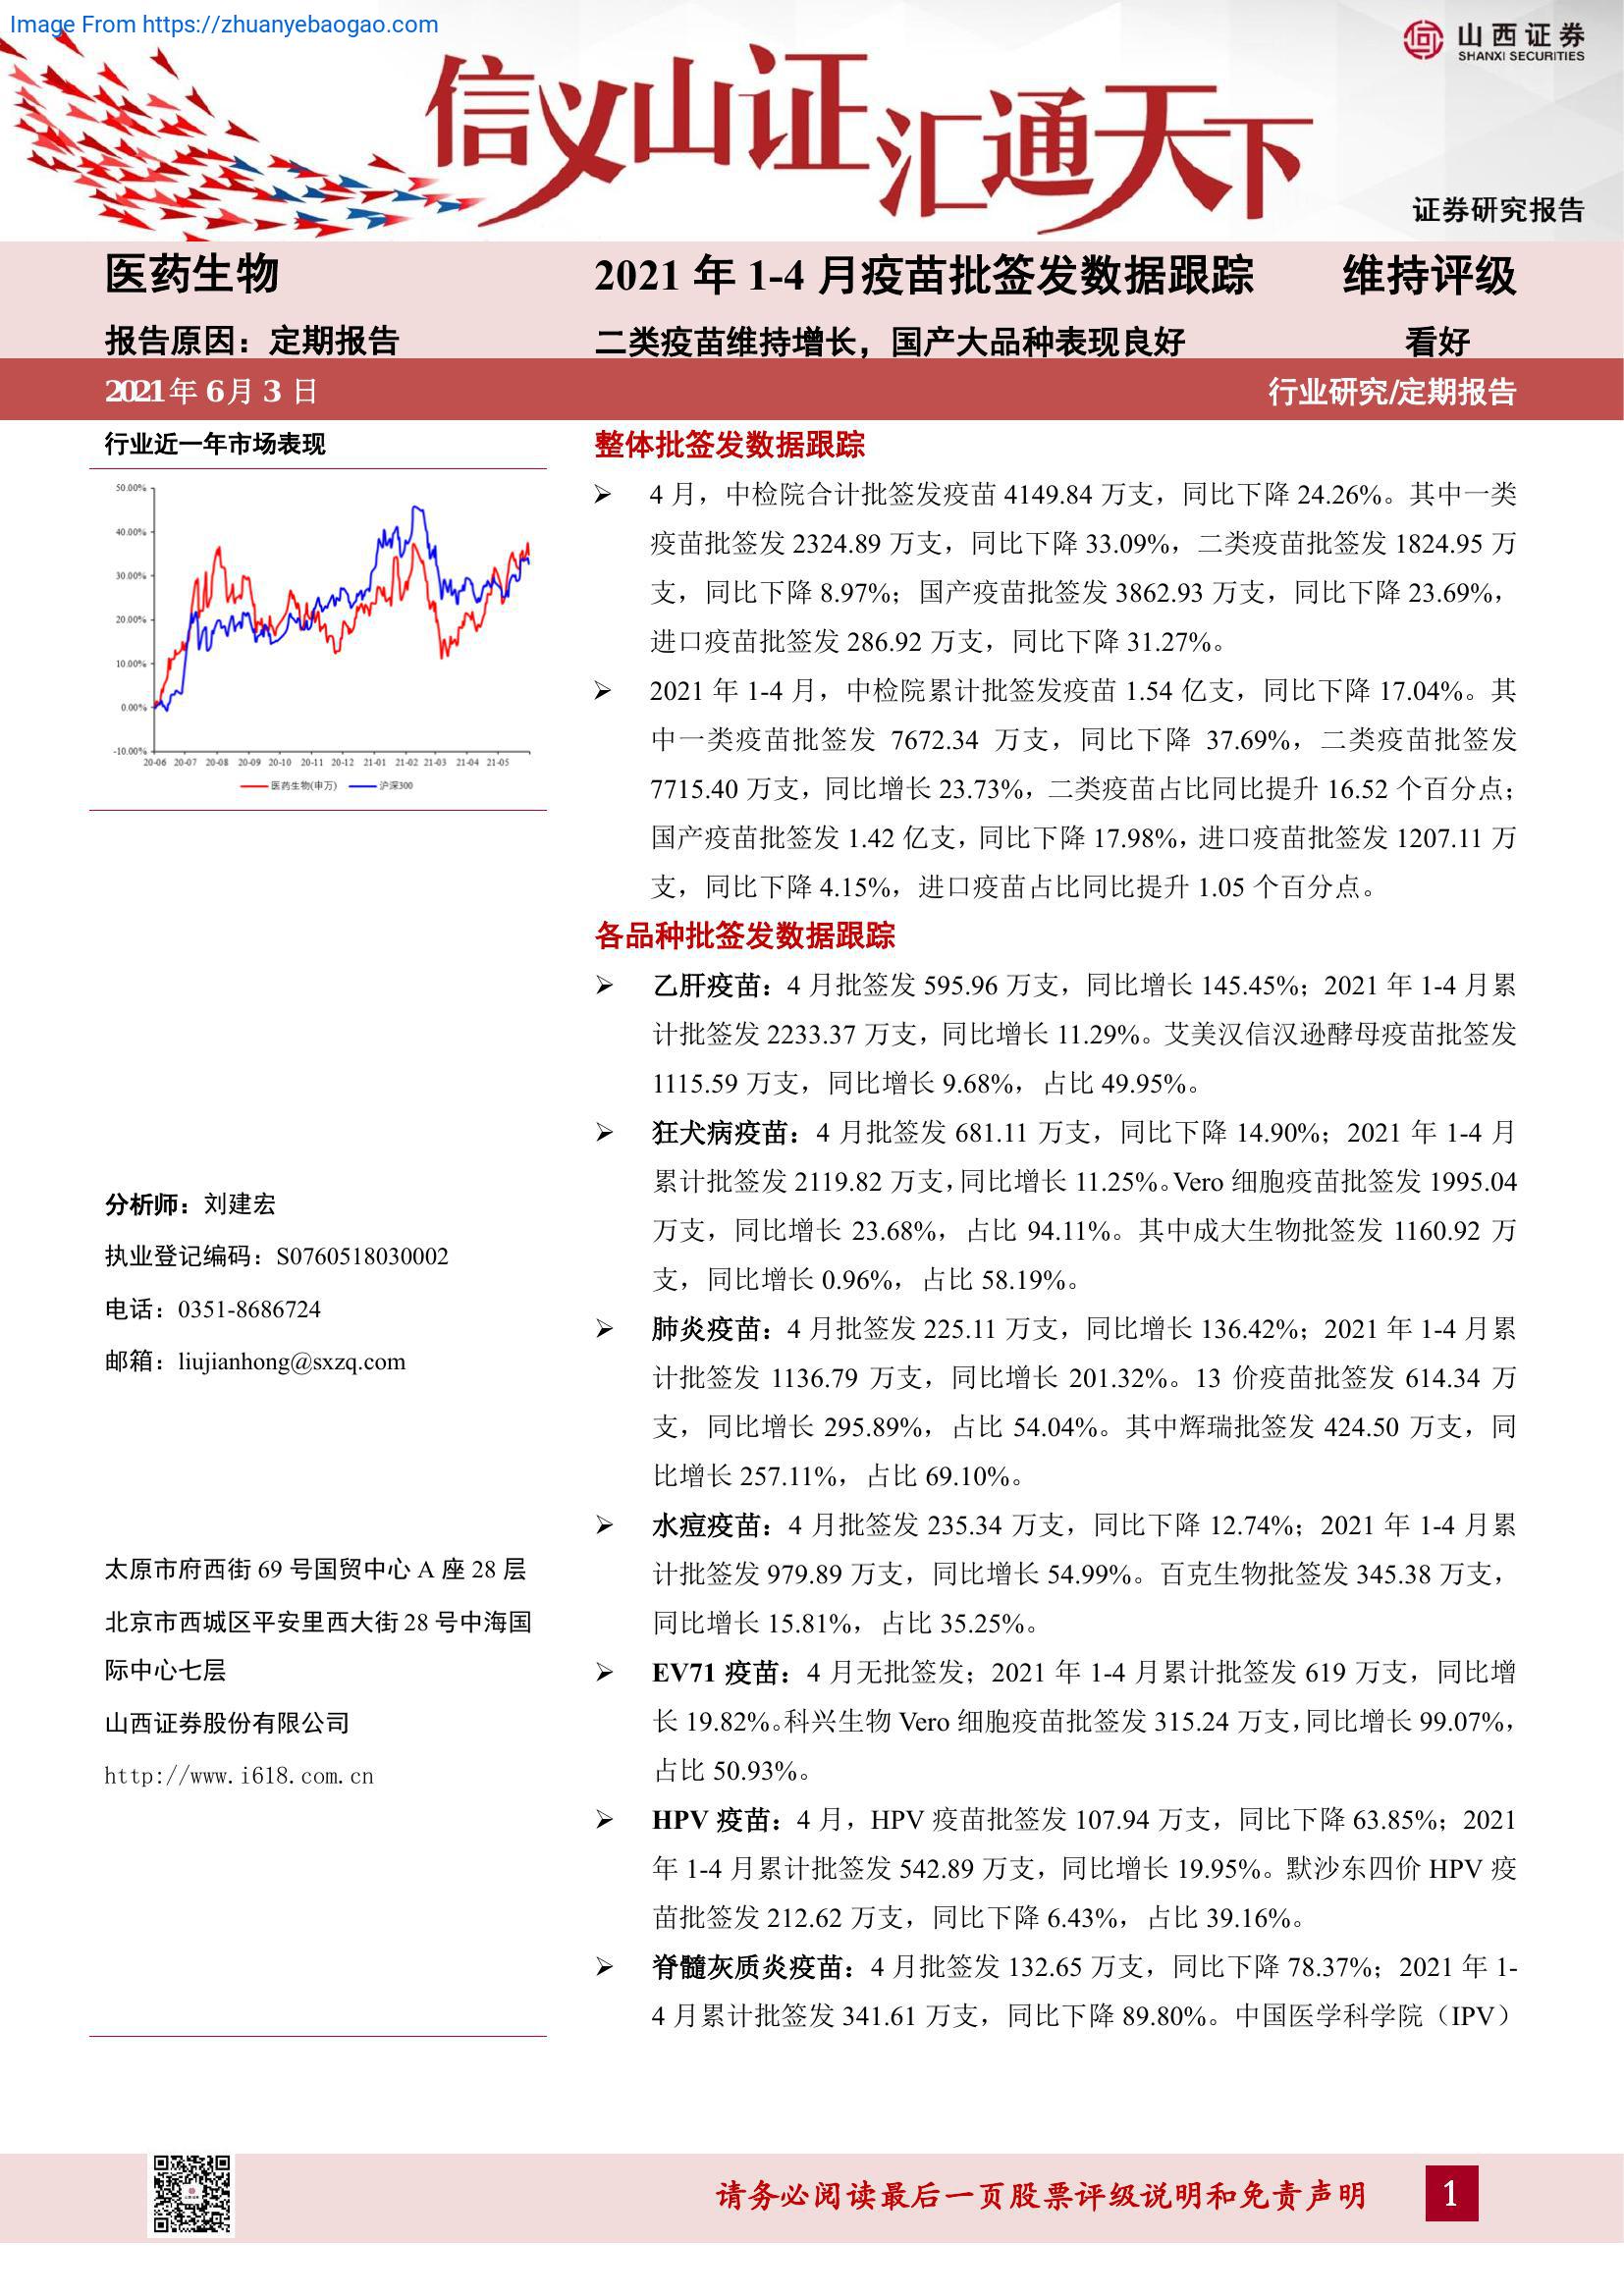 Image From https://zhuanyebaogao.com
信义山证汇通天下
山西证券
SHANXI SECURITIES
证券研究报告
医药生物
报告原因：定期报告
2021 年 1-4 月疫苗批签发数据跟踪
维持评级
二类疫苗维持增长，国产大品种表现良好
看好
2021 年 6 月 3 日
行业研究/定期报告
行业近一年市场表现
50.00%
40.00%
30.00%
20.00%
10.00%
0.00%
-10.00%
20-06 20-07 20-08 20-09 20-10 20-11 20-12 21-01 21-02 21-03 21-04 21-05
医药生物(申万) 沪深300
分析师：刘建宏
执业登记编码：S0760518030002
电话：0351-8686724
邮箱：liujianhong@sxzq.com
太原市府西街 69 号国贸中心 A 座 28 层
北京市西城区平安里西大街 28 号中海国
际中心七层
山西证券股份有限公司
http://www.i618.com.cn
整体批签发数据跟踪
➢ 4 月，中检院合计批签发疫苗 4149.84 万支，同比下降 24.26%。其中一类
疫苗批签发 2324.89 万支，同比下降 33.09%，二类疫苗批签发 1824.95 万
支，同比下降 8.97%；国产疫苗批签发 3862.93 万支，同比下降 23.69%，
进口疫苗批签发 286.92 万支，同比下降 31.27%。
➢ 2021 年 1-4 月，中检院累计批签发疫苗 1.54 亿支，同比下降 17.04%。其
中一类疫苗批签发 7672.34 万支，同比下降 37.69%，二类疫苗批签发
7715.40 万支，同比增长 23.73%，二类疫苗占比同比提升 16.52 个百分点；
国产疫苗批签发 1.42 亿支，同比下降 17.98%，进口疫苗批签发 1207.11 万
支，同比下降 4.15%，进口疫苗占比同比提升 1.05 个百分点。
各品种批签发数据跟踪
➢ 乙肝疫苗：4 月批签发 595.96 万支，同比增长 145.45%；2021 年 1-4 月累
计批签发 2233.37 万支，同比增长 11.29%。艾美汉信汉逊酵母疫苗批签发
1115.59 万支，同比增长 9.68%，占比 49.95%。
➢ 狂犬病疫苗：4 月批签发 681.11 万支，同比下降 14.90%；2021 年 1-4 月
累计批签发 2119.82 万支，同比增长 11.25%。Vero 细胞疫苗批签发 1995.04
万支，同比增长 23.68%，占比 94.11%。其中成大生物批签发 1160.92 万
支，同比增长 0.96%，占比 58.19%。
➢ 肺炎疫苗：4 月批签发 225.11 万支，同比增长 136.42%；2021 年 1-4 月累
计批签发 1136.79 万支，同比增长 201.32%。13 价疫苗批签发 614.34 万
支，同比增长 295.89%，占比 54.04%。其中辉瑞批签发 424.50 万支，同
比增长 257.11%，占比 69.10%。
➢ 水痘疫苗：4 月批签发 235.34 万支，同比下降 12.74%；2021 年 1-4 月累
计批签发 979.89 万支，同比增长 54.99%。百克生物批签发 345.38 万支，
同比增长 15.81%，占比 35.25%。
➢ EV71 疫苗：4 月无批签发；2021 年 1-4 月累计批签发 619 万支，同比增
长 19.82%。科兴生物 Vero 细胞疫苗批签发 315.24 万支，同比增长 99.07%，
占比 50.93%。
➢ HPV 疫苗：4 月，HPV 疫苗批签发 107.94 万支，同比下降 63.85%；2021
年 1-4 月累计批签发 542.89 万支，同比增长 19.95%。默沙东四价 HPV 疫
苗批签发 212.62 万支，同比下降 6.43%，占比 39.16%。
➢ 脊髓灰质炎疫苗：4 月批签发 132.65 万支，同比下降 78.37%；2021 年 1-
4 月累计批签发 341.61 万支，同比下降 89.80%。中国医学科学院（IPV）
请务必阅读最后一页股票评级说明和免责声明
1